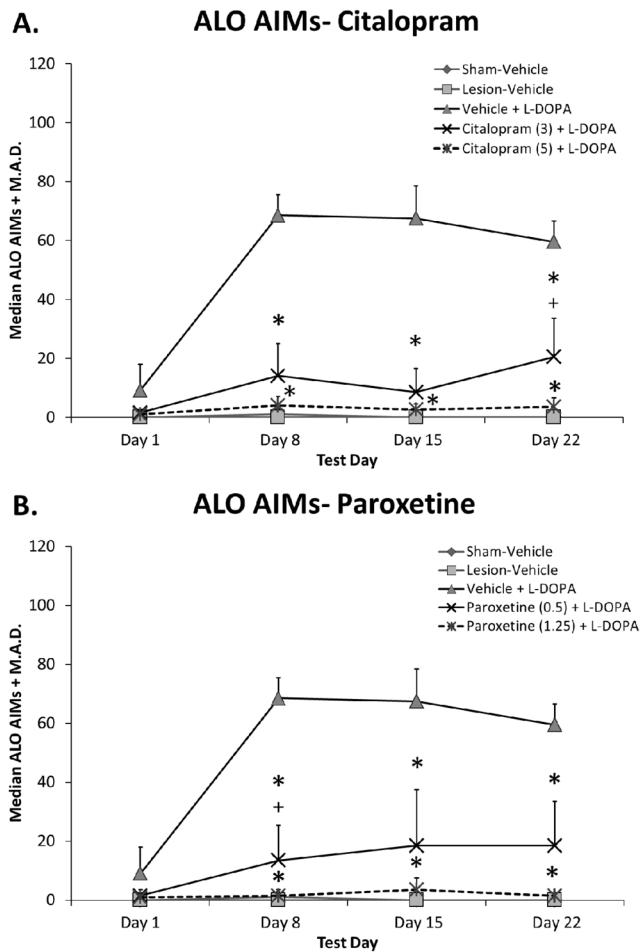 A.
ALO AIMs- Citalopram
120
100
80
60
40
20
0
Median ALO AIMs + M.A.D.
Sham-Vehicle
Lesion-Vehicle
Vehicle + L-DOPA
Citalopram (3) + L-DOPA
Citalopram (5) + L-DOPA
*
*
*
*
*
+
*
Day 1 Day 8 Day 15 Day 22
Test Day
B.
ALO AIMs- Paroxetine
120
100
80
60
40
20
0
Median ALO AIMs + M.A.D.
Sham-Vehicle
Lesion-Vehicle
Vehicle + L-DOPA
Paroxetine (0.5) + L-DOPA
Paroxetine (1.25) + L-DOPA
*
+
*
*
*
*
*
Day 1 Day 8 Day 15 Day 22
Test Day